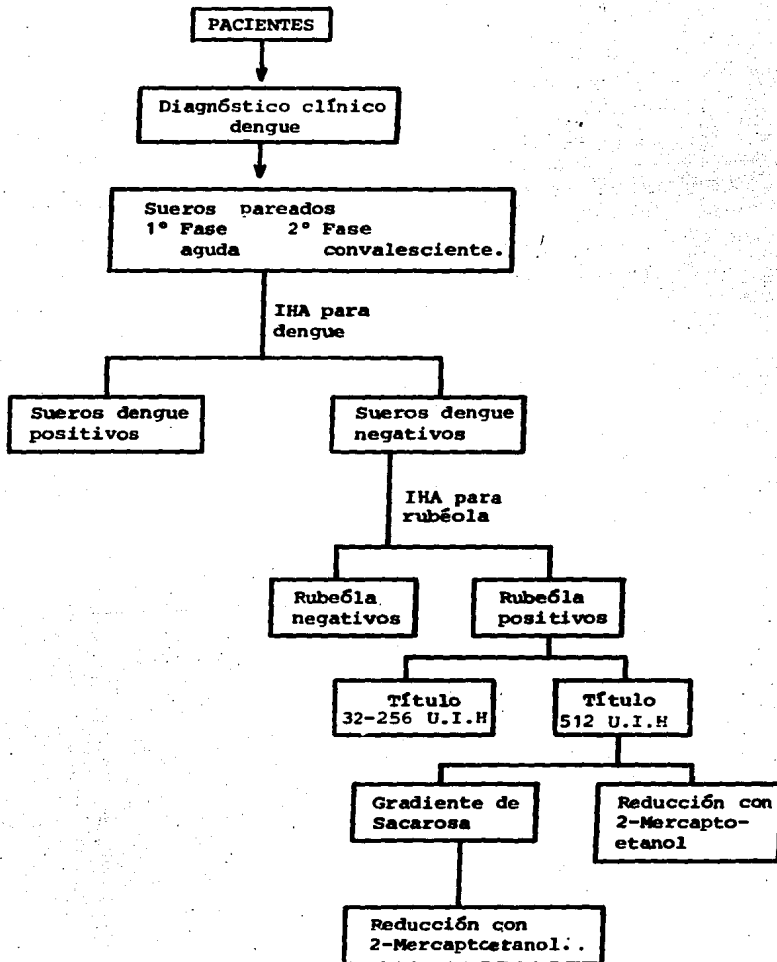 PACIENTES
Diagnóstico clínico
dengue
Sueros pareados
1° Fase 2° Fase
aguda convalesciente.
IHA para
dengue
Sueros dengue
positivos
Sueros dengue
negativos
IHA para
rubéola
Rubeóla
negativos
Rubeóla
positivos
Título
32-256 U.I.H
Título
512 U.I.H
Gradiente de
Sacarosa
Reducción con
2-Mercapto-
etanol
Reducción con
2-Mercaptoetanol..